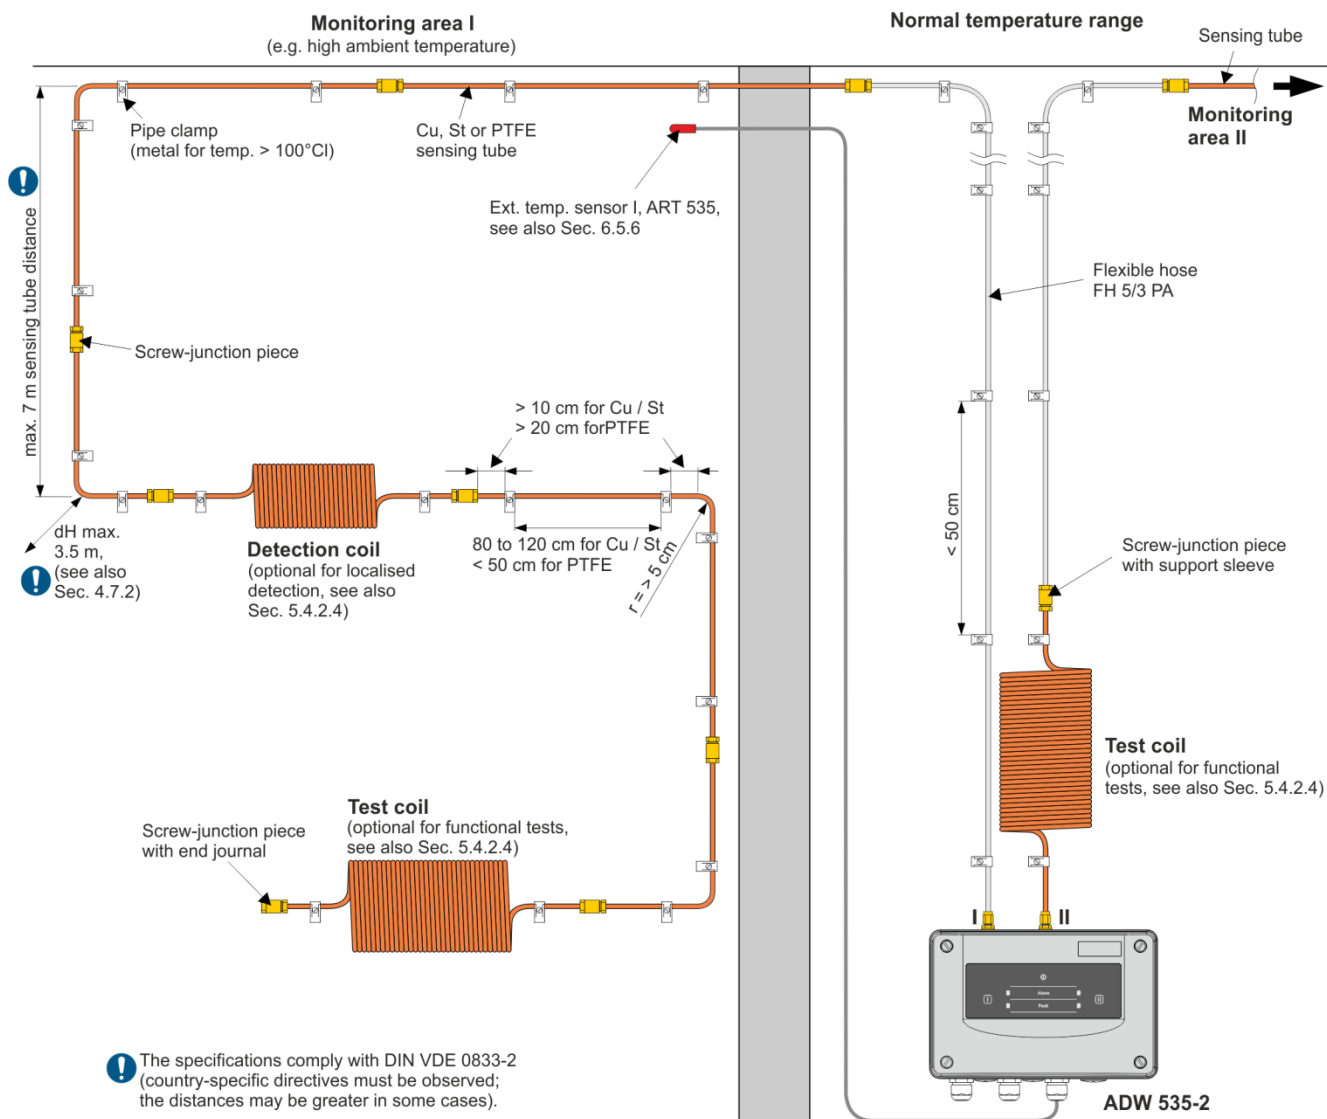 Monitoring area I
(e.g. high ambient temperature)
Normal temperature range
Sensing tube
Monitoring
area II
Pipe clamp
(metal for temp. > 100°Cl)
Cu, St or PTFE
sensing tube
Ext. temp. sensor I, ART 535,
see also Sec. 6.5.6
max. 7 m sensing tube distance
Flexible hose
FH 5/3 PA
Screw-junction piece
> 10 cm for Cu / St
> 20 cm forPTFE
80 to 120 cm for Cu / St
< 50 cm for PTFE
r = > 5 cm
dH max.
3.5 m,
(see also
Sec. 4.7.2)
Detection coil
(optional for localised
detection, see also
Sec. 5.4.2.4)
< 50 cm
Screw-junction piece
with support sleeve
Test coil
(optional for functional
tests, see also Sec. 5.4.2.4)
Test coil
(optional for functional tests,
see also Sec. 5.4.2.4)
Screw-junction piece
with end journal
I
II
Alarm
Fault
I
II
ADW 535-2
The specifications comply with DIN VDE 0833-2
(country-specific directives must be observed;
the distances may be greater in some cases).